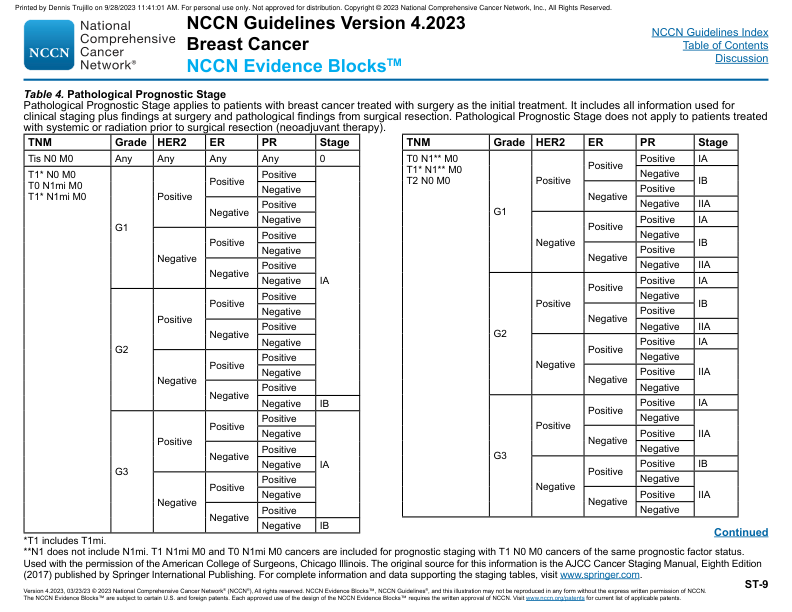 Printed by Dennis Trujillo on 9/28/2023 11:41:01 AM. For personal use only. Not approved for distribution. Copyright © 2023 National Comprehensive Cancer Network, Inc., All Rights Reserved.
NCCN
National
Comprehensive
Cancer
Network®
NCCN Guidelines Version 4.2023
Breast Cancer
NCCN Evidence Blocks™
NCCN Guidelines Index
Table of Contents
Discussion
Table 4. Pathological Prognostic Stage
Pathological Prognostic Stage applies to patients with breast cancer treated with surgery as the initial treatment. It includes all information used for
clinical staging plus findings at surgery and pathological findings from surgical resection. Pathological Prognostic Stage does not apply to patients treated
with systemic or radiation prior to surgical resection (neoadjuvant therapy).
TNM Grade HER2 ER PR Stage
Tis N0 M0 Any Any Any Any 0
T1* N0 M0
T0 N1mi M0
T1* N1mi M0
G1 Positive Positive Positive
Negative
Negative Positive
Negative
Negative Positive Positive
Negative
Negative Positive
Negative
IA
G2 Positive Positive Positive
Negative
Negative Positive
Negative
Negative Positive Positive
Negative
Negative Positive
Negative IB
G3 Positive Positive Positive
Negative
Negative Positive
Negative IA
Negative Positive Positive
Negative
Negative Positive
Negative IB
TNM Grade HER2 ER PR Stage
T0 N1** M0
T1* N1** M0
T2 N0 M0
G1 Positive Positive Positive IA
Negative IB
Negative Positive
Negative IIA
Negative Positive Positive IA
Negative IB
Negative Positive
Negative IIA
G2 Positive Positive Positive IA
Negative IB
Negative Positive
Negative IIA
Negative Positive Positive IA
Negative IIA
Negative Positive
Negative
G3 Positive Positive Positive IA
Negative IIA
Negative Positive
Negative
Negative Positive Positive IB
Negative IIA
Negative Positive
Negative
Continued
*T1 includes T1mi.
**N1 does not include N1mi. T1 N1mi M0 and T0 N1mi M0 cancers are included for prognostic staging with T1 N0 M0 cancers of the same prognostic factor status.
Used with the permission of the American College of Surgeons, Chicago Illinois. The original source for this information is the AJCC Cancer Staging Manual, Eighth Edition
(2017) published by Springer International Publishing. For complete information and data supporting the staging tables, visit www.springer.com.
ST-9
Version 4.2023, 03/23/23 © 2023 National Comprehensive Cancer Network® (NCCN®), All rights reserved. NCCN Evidence Blocks™, NCCN Guidelines®, and this illustration may not be reproduced in any form without the express written permission of NCCN.
The NCCN Evidence Blocks™ are subject to certain U.S. and foreign patents. Each approved use of the design of the NCCN Evidence Blocks™ requires the written approval of NCCN. Visit www.nccn.org/patents for current list of applicable patents.